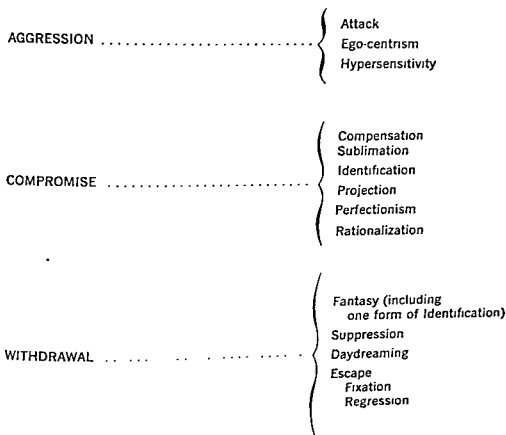 AGGRESSION
Attack
Ego-centrism
Hypersensitivity
COMPROMISE
Compensation
Sublimation
Identification
Projection
Perfectionism
Rationalization
WITHDRAWAL
Fantasy (including
one form of Identification)
Suppression
Daydreaming
Escape
Fixation
Regression